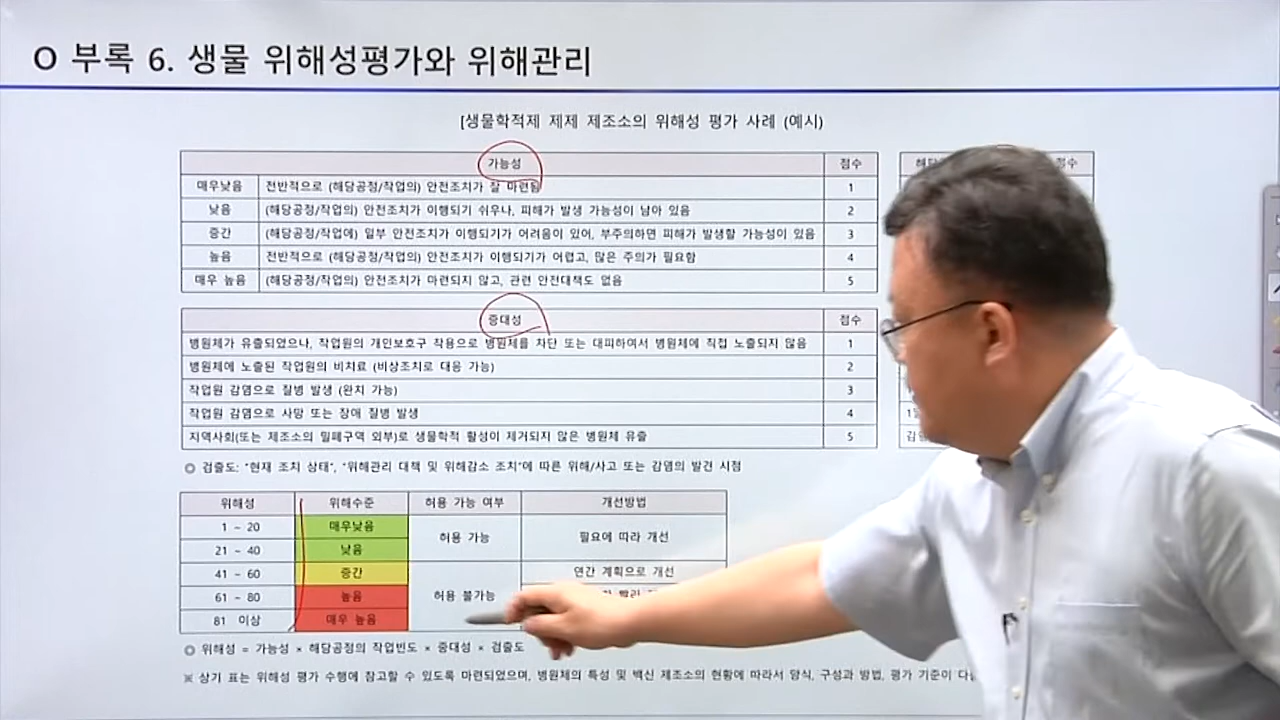 O 부록 6. 생물 위해성평가와 위해관리
[생물학적제 제제 제조소의 위해성 평가 사례 (예시)
가능성 점수
매우낮음 전반적으로 (해당공정/작업의) 안전조치가 잘 마련됨 1
낮음 (해당공정/작업의) 안전조치가 이행되기 쉬우나, 피해가 발생 가능성이 남아 있음 2
중간 (해당공정/작업에) 일부 안전조치가 이행되기가 어려움이 있어, 부주의하면 피해가 발생할 가능성이 있음 3
높음 전반적으로 (해당공정/작업의) 안전조치가 이행되기가 어렵고, 많은 주의가 필요함 4
매우 높음 (해당공정/작업의) 안전조치가 마련되지 않고, 관련 안전대책도 없음 5
중대성 점수
병원체가 유출되었으나, 작업원의 개인보호구 착용으로 병원체를 차단 또는 대피하여서 병원체에 직접 노출되지 않음 1
병원체에 노출된 작업원의 비치료 (비상조치로 대응 가능) 2
작업원 감염으로 질병 발생 (완치 가능) 3
작업원 감염으로 사망 또는 장애 질병 발생 4
지역사회(또는 제조소의 밀폐구역 외부)로 생물학적 활성이 제거되지 않은 병원체 유출 5
◎ 검출도: "현재 조치 상태", "위해관리 대책 및 위해감소 조치"에 따른 위해/사고 또는 감염의 발견 시점
위해성 위해수준 허용 가능 여부 개선방법
1 ~ 20 매우낮음 허용 가능 필요에 따라 개선
21 ~ 40 낮음
41 ~ 60 중간 허용 불가능 연간 계획으로 개선
61 ~ 80 높음
81 이상 매우 높음
◎ 위해성 = 가능성 × 해당공정의 작업빈도 × 중대성 × 검출도
※ 상기 표는 위해성 평가 수행에 참고할 수 있도록 마련되었으며, 병원체의 특성 및 백신 제조소의 현황에 따라서 양식, 구성과 방법, 평가 기준이